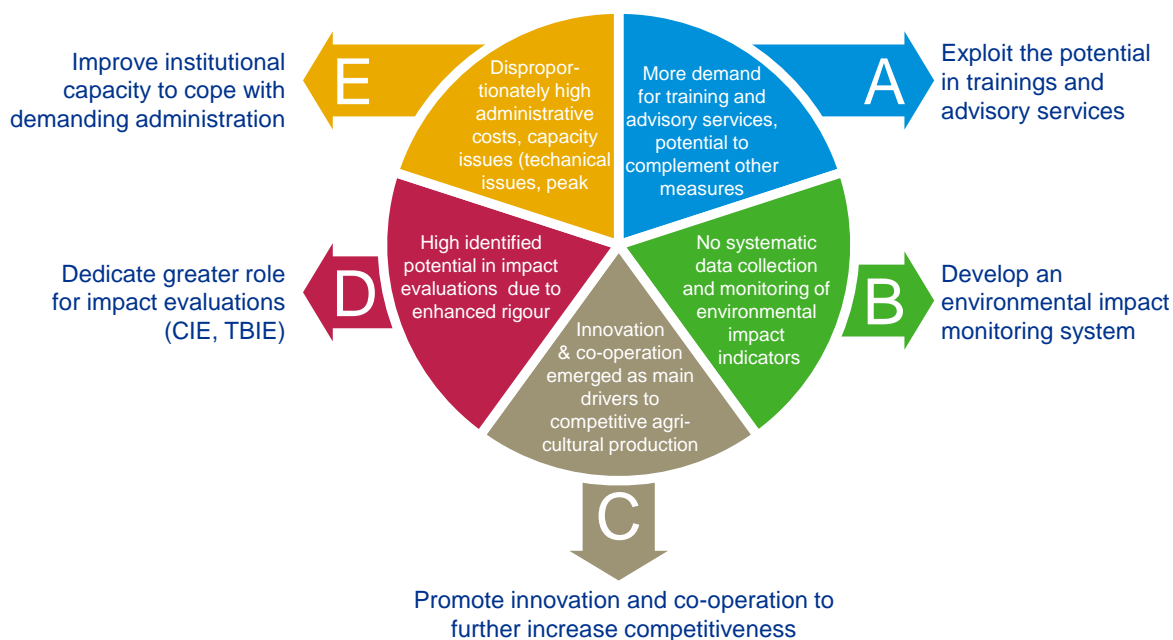 Improve institutional
capacity to cope with
demanding administration
E
Dispropor-
tionately high
administrative
costs, capacity
issues (techanical
issues, peak
More demand
for training and
advisory services,
potential to
complement other
measures
A
Exploit the potential
in trainings and
advisory services
Dedicate greater role
for impact evaluations
(CIE, TBIE)
D
High identified
potential in impact
evaluations due to
enhanced rigour
No systematic
data collection
and monitoring of
environmental
impact
indicators
B
Develop an
environmental impact
monitoring system
Innovation
& co-operation
emerged as main
drivers to
competitive agri-
cultural production
C
Promote innovation and co-operation to
further increase competitiveness